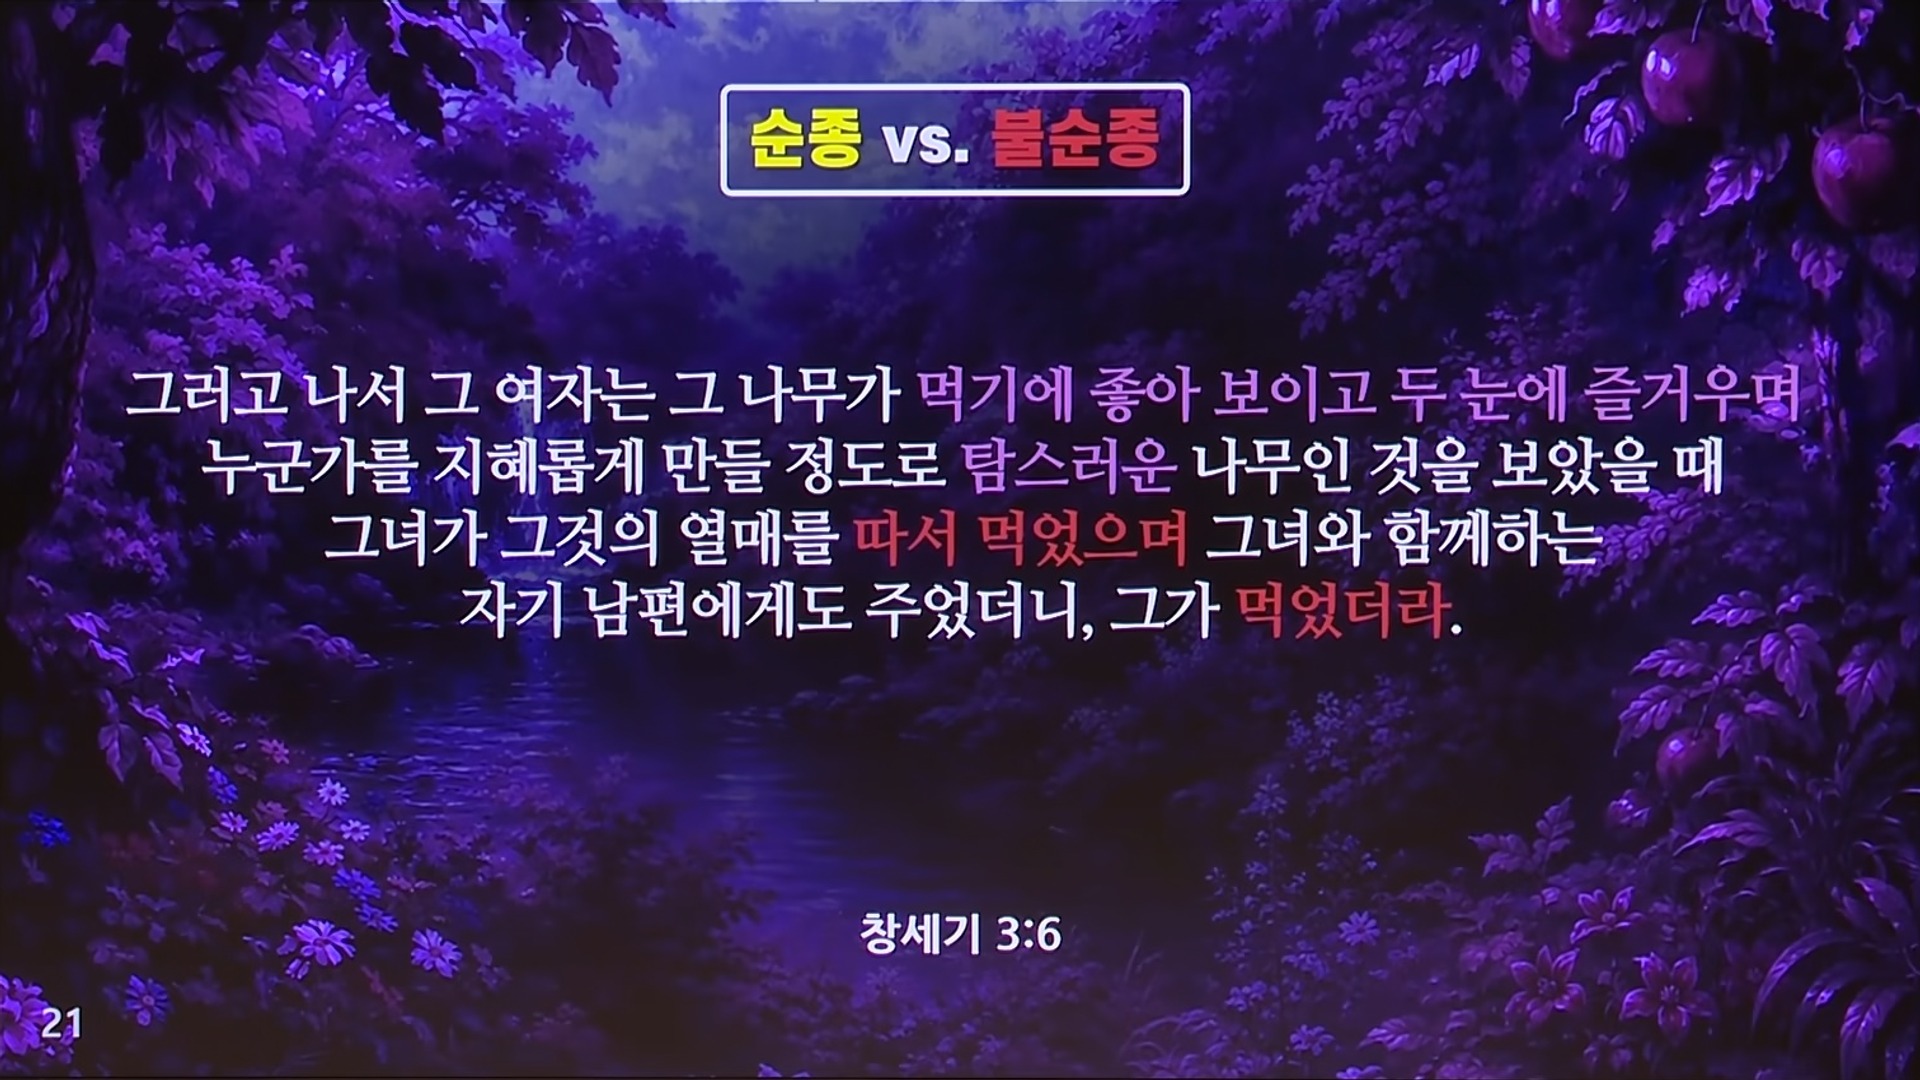 순종 vs. 불순종
그러고 나서 그 여자는 그 나무가 먹기에 좋아 보이고 두 눈에 즐거우며
누군가를 지혜롭게 만들 정도로 탐스러운 나무인 것을 보았을 때
그녀가 그것의 열매를 따서 먹었으며 그녀와 함께하는
자기 남편에게도 주었더니, 그가 먹었더라.
창세기 3:6
21